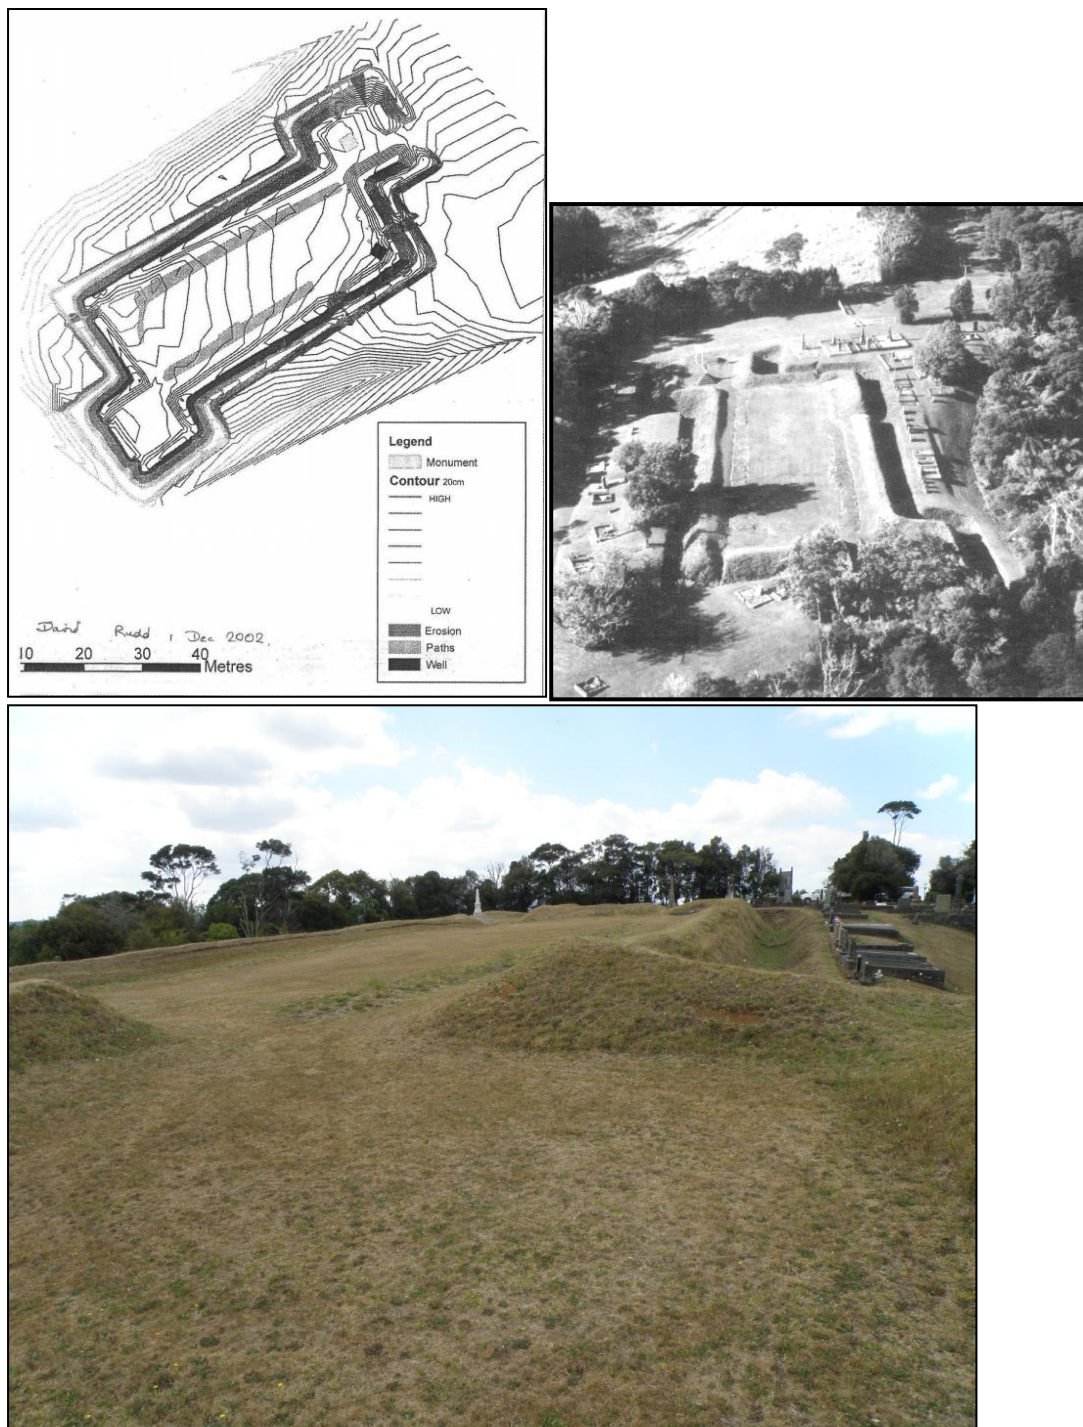 Legend
Monument
Contour 20cm
HIGH
LOW
Erosion
Paths
Well
David Rudd, Dec 2002.
10 20 30 40 Metres